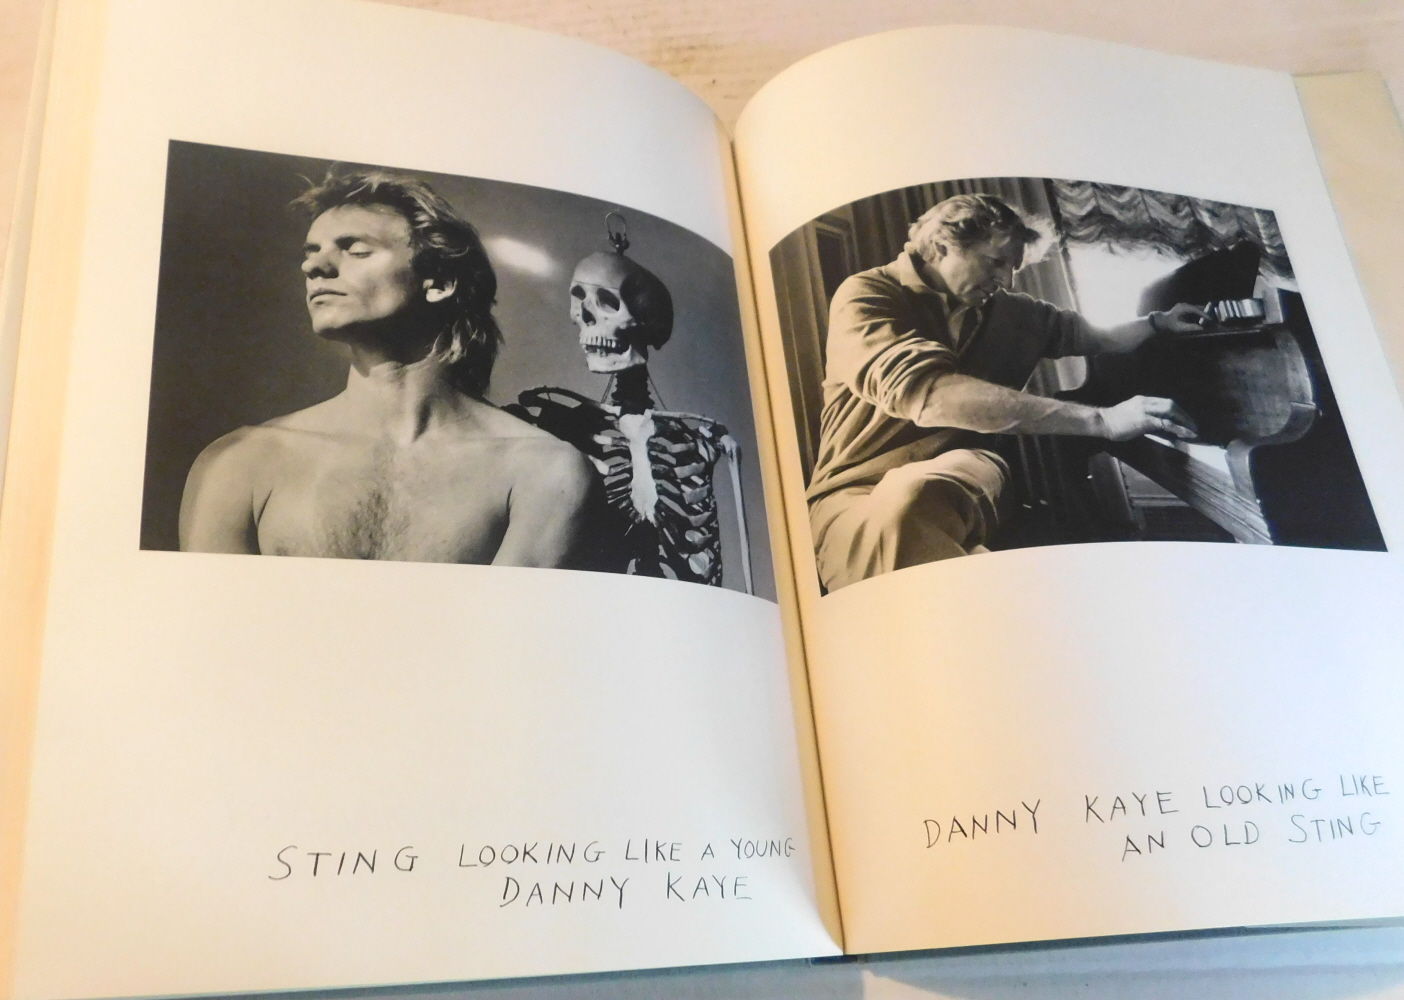 STING LOOKING LIKE A YOUNG
DANNY KAYE
DANNY KAYE LOOKING LIKE
AN OLD STING